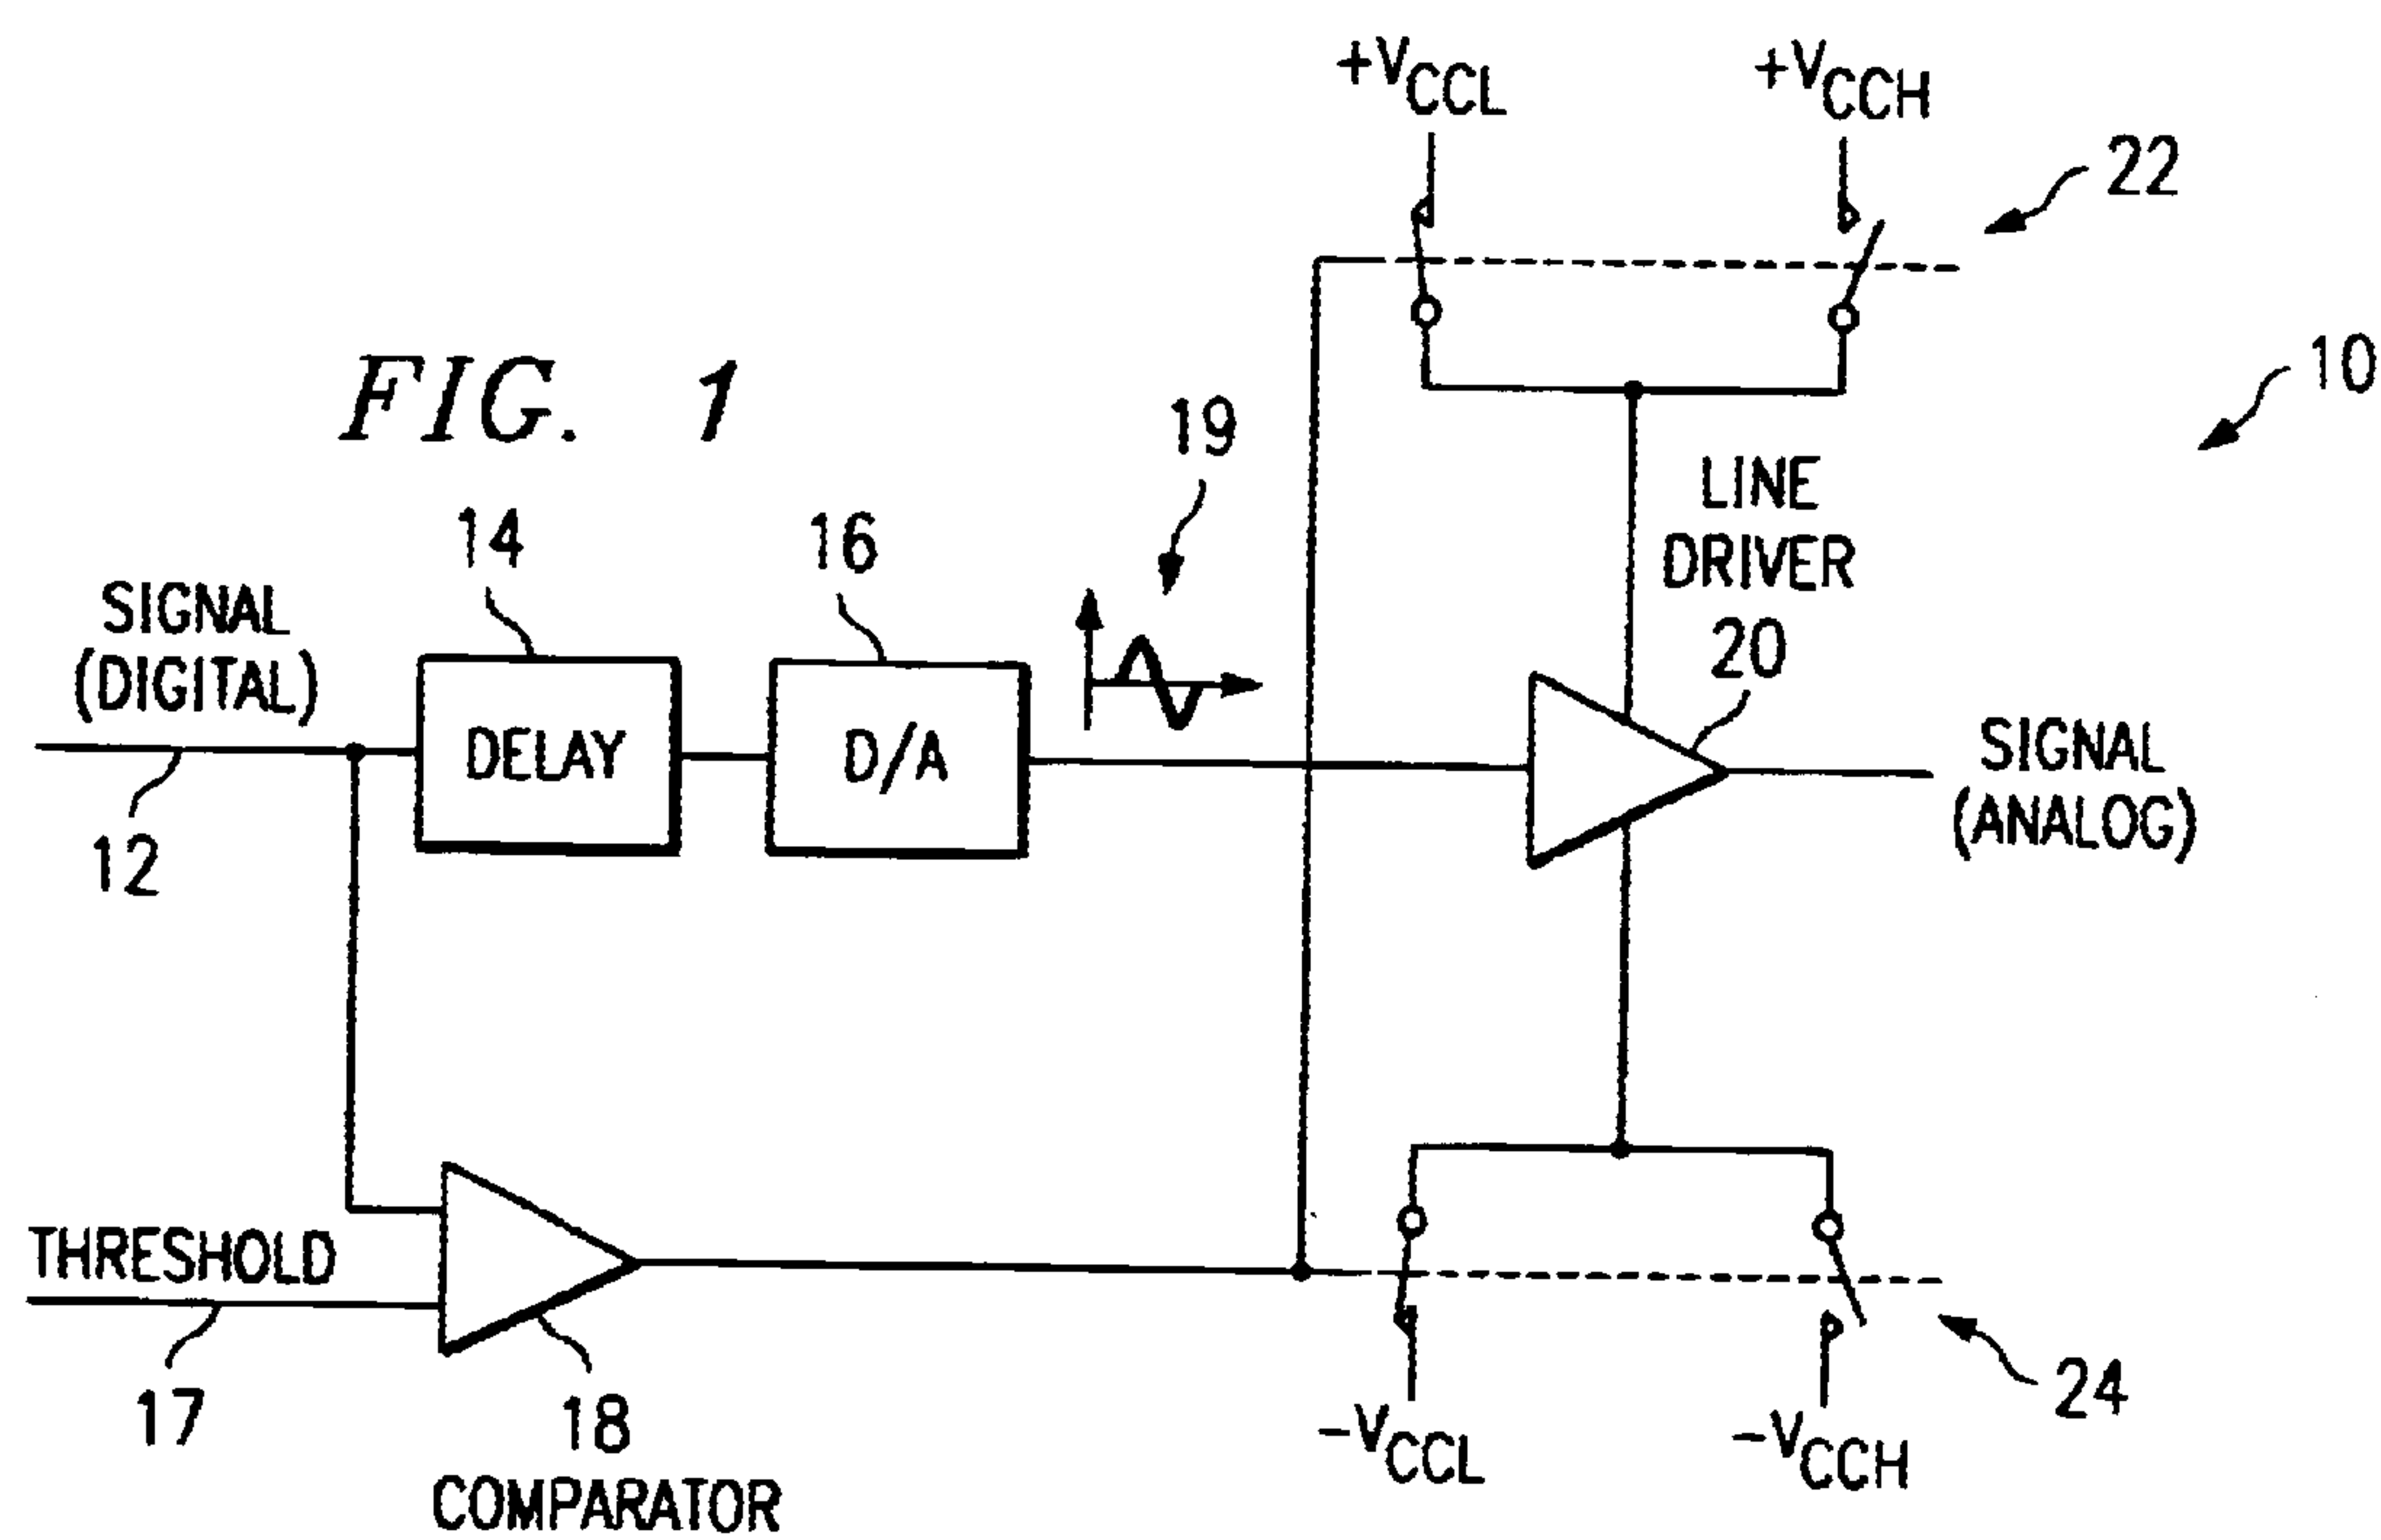 +VCCL
+VCCH
22
10
FIG. 1
19
LINE
DRIVER
20
14
16
SIGNAL
(DIGITAL)
DELAY
D/A
SIGNAL
(ANALOG)
12
THRESHOLD
17
18
COMPARATOR
24
-VCCL
-VCCH